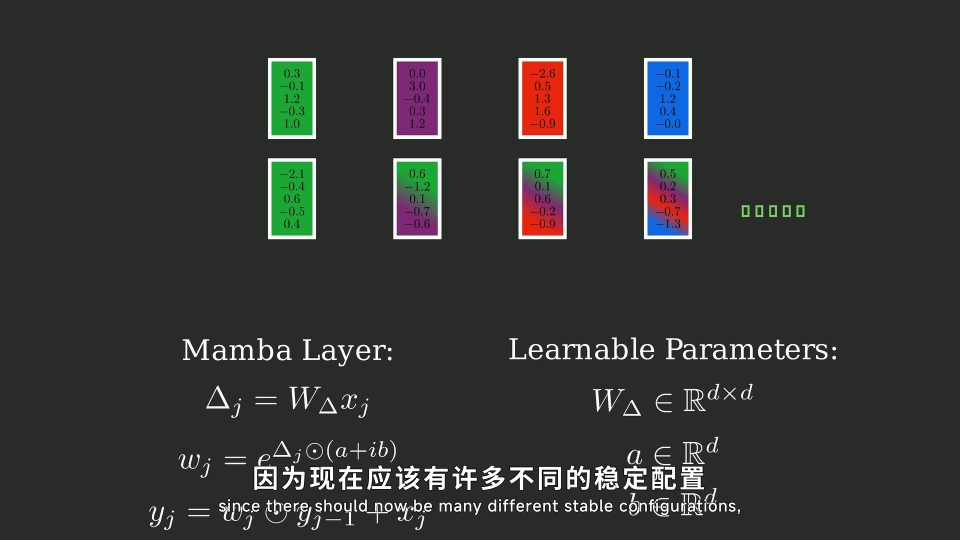 0.3 0.0 −2.6 −0.1
−0.1 3.0 0.5 −0.2
1.2 −0.4 1.3 1.2
−0.3 0.3 1.6 0.4
1.0 1.2 −0.9 −0.0
−2.1 0.6 0.7 0.5
−0.4 −1.2 0.1 0.2
0.6 0.1 0.6 0.3
−0.5 −0.7 −0.2 −0.7
0.4 −0.6 −0.9 −1.3
Mamba Layer:
Δ_j = W_Δ x_j
w_j = e^{Δ_j ⊙ (a+ib)}
y_j = w_j ⊙ y_{j−1} + x_j
Learnable Parameters:
W_Δ ∈ ℝ^{d×d}
a ∈ ℝ^d
b ∈ ℝ^d
因为现在应该有许多不同的稳定配置
since there should now be many different stable configurations,